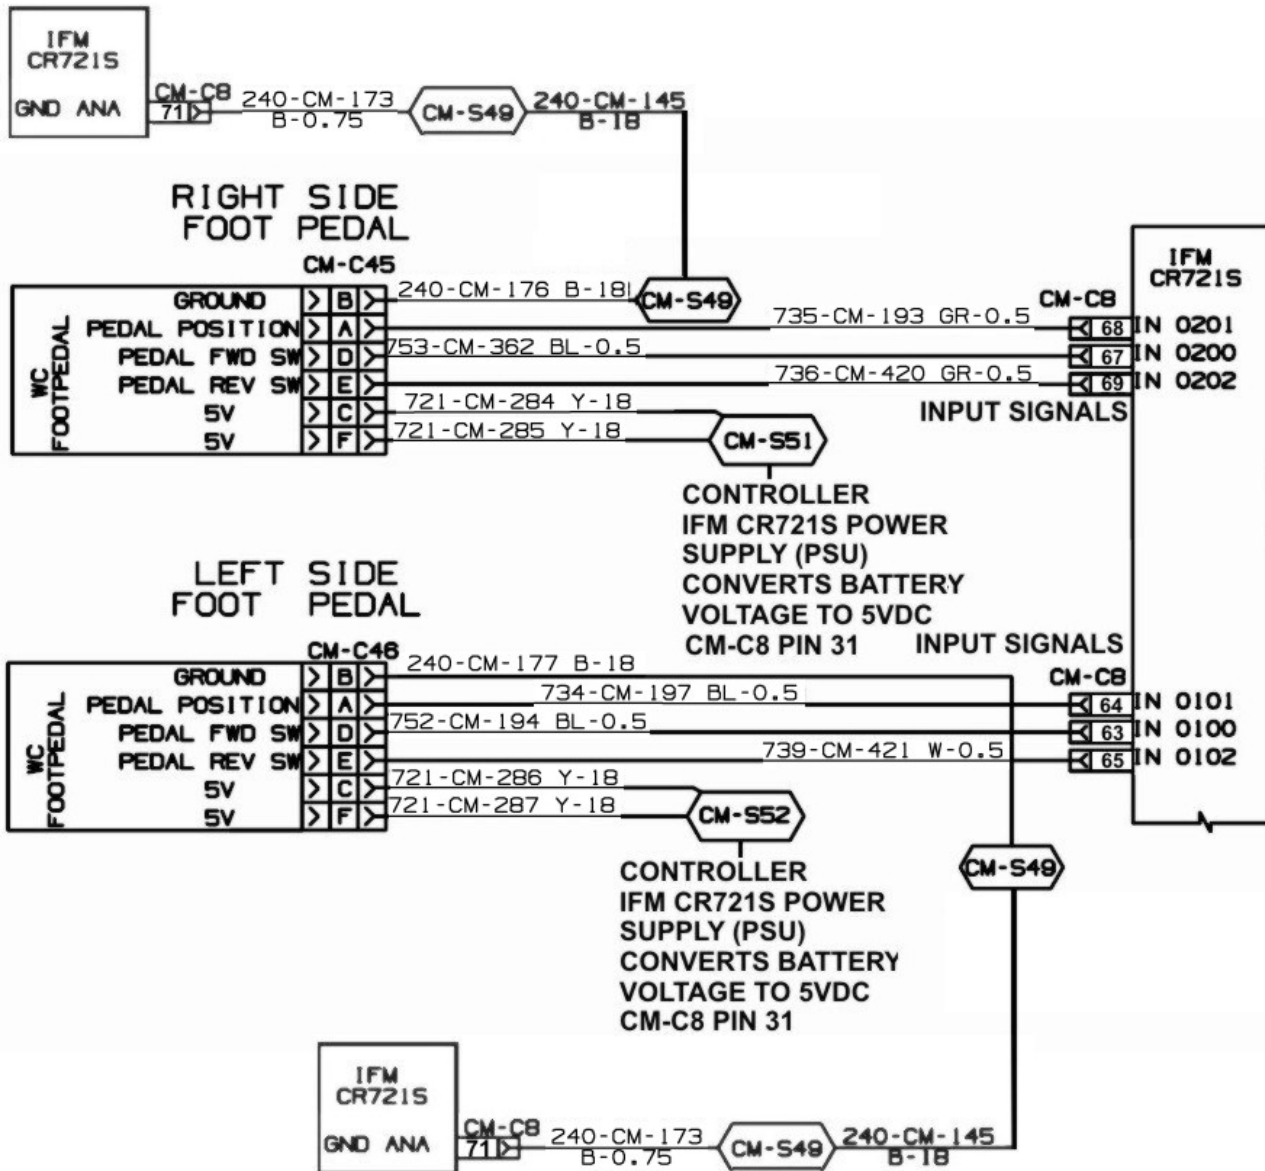 IFM
CR721S
GND ANA
CM-C8
71
240-CM-173
B-0.75
CM-S49
240-CM-145
B-18
RIGHT SIDE
FOOT PEDAL
CM-C45
WC
FOOTPEDAL
GROUND B 240-CM-176 B-18
CM-S49
PEDAL POSITION A 735-CM-193 GR-0.5
PEDAL FWD SW D 753-CM-362 BL-0.5
PEDAL REV SW E 736-CM-420 GR-0.5
5V C 721-CM-284 Y-18
5V F 721-CM-285 Y-18
CM-S51
IFM
CR721S
CM-C8
68 IN 0201
67 IN 0200
69 IN 0202
INPUT SIGNALS
CONTROLLER
IFM CR721S POWER
SUPPLY (PSU)
CONVERTS BATTERY
VOLTAGE TO 5VDC
CM-C8 PIN 31
LEFT SIDE
FOOT PEDAL
CM-C46
WC
FOOTPEDAL
GROUND B 240-CM-177 B-18
PEDAL POSITION A 734-CM-197 BL-0.5
PEDAL FWD SW D 752-CM-194 BL-0.5
PEDAL REV SW E 739-CM-421 W-0.5
5V C 721-CM-286 Y-18
5V F 721-CM-287 Y-18
CM-S52
INPUT SIGNALS
CM-C8
64 IN 0101
63 IN 0100
65 IN 0102
CM-S49
CONTROLLER
IFM CR721S POWER
SUPPLY (PSU)
CONVERTS BATTERY
VOLTAGE TO 5VDC
CM-C8 PIN 31
IFM
CR721S
GND ANA
CM-C8
71
240-CM-173
B-0.75
CM-S49
240-CM-145
B-18